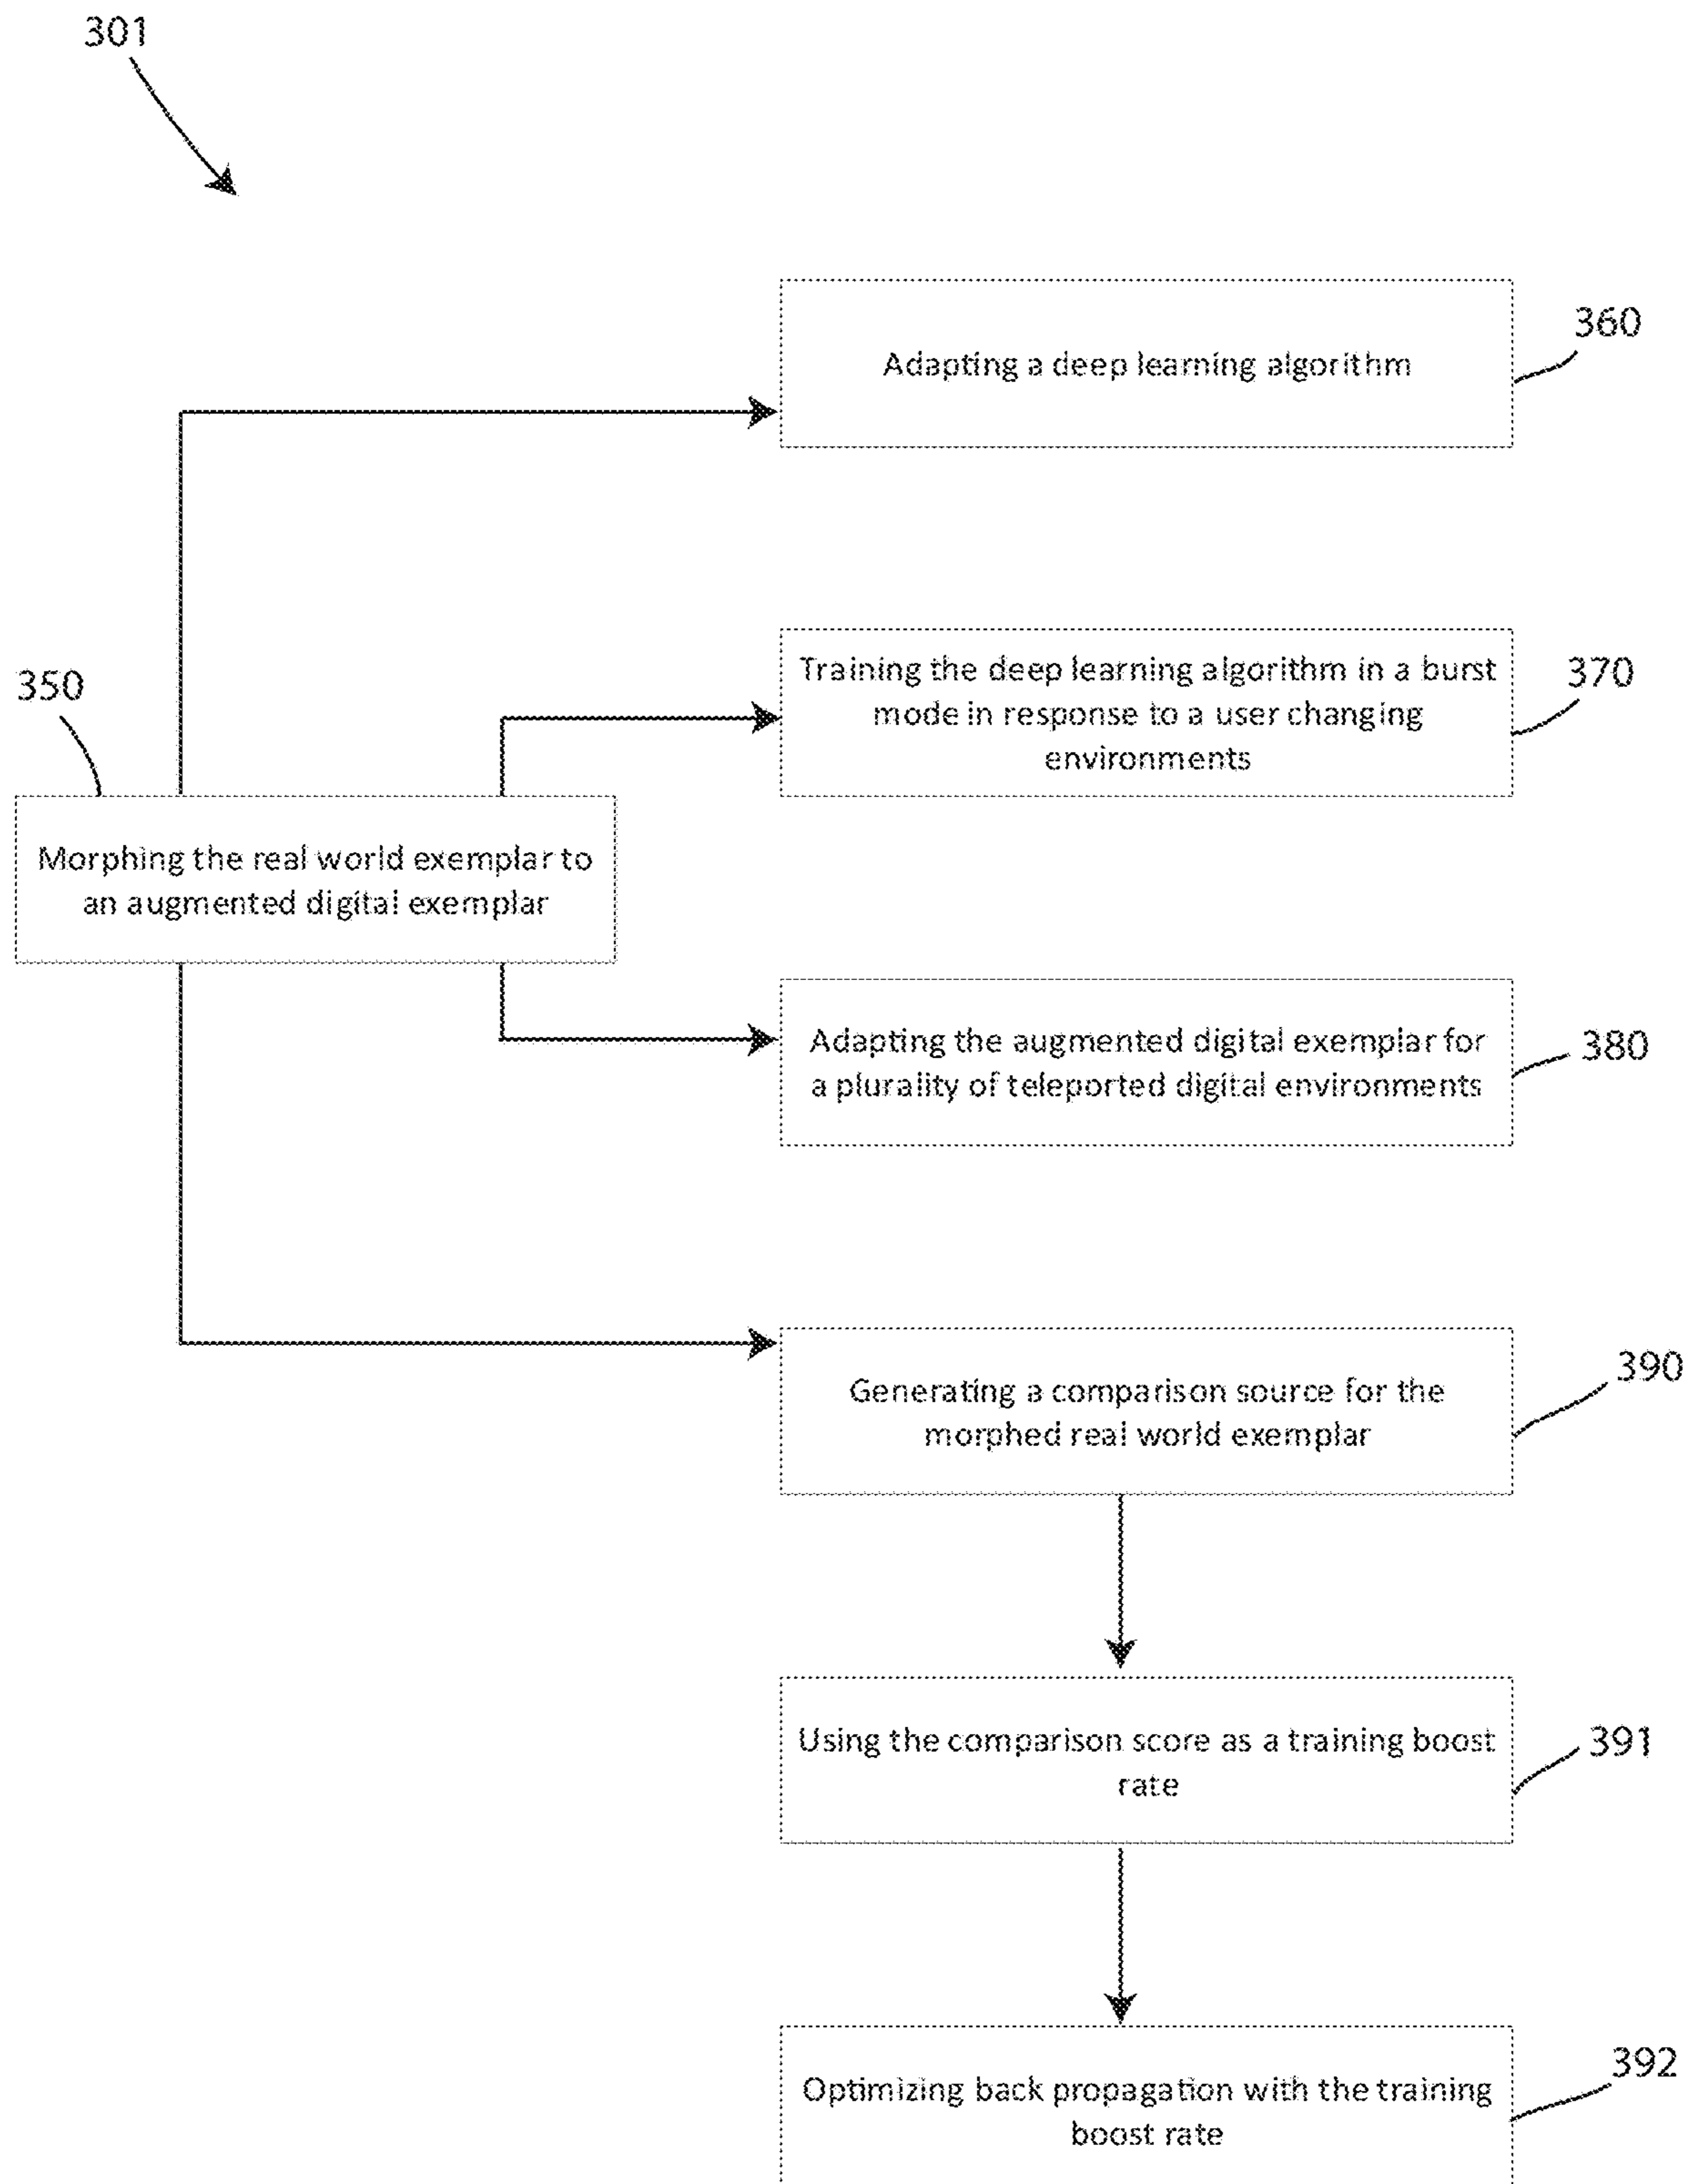 301
360
Adapting a deep learning algorithm
370
Training the deep learning algorithm in a burst
mode in response to a user changing
environments
350
Morphing the real world exemplar to
an augmented digital exemplar
380
Adapting the augmented digital exemplar for
a plurality of teleported digital environments
390
Generating a comparison source for the
morphed real world exemplar
391
Using the comparison score as a training boost
rate
392
Optimizing back propagation with the training
boost rate